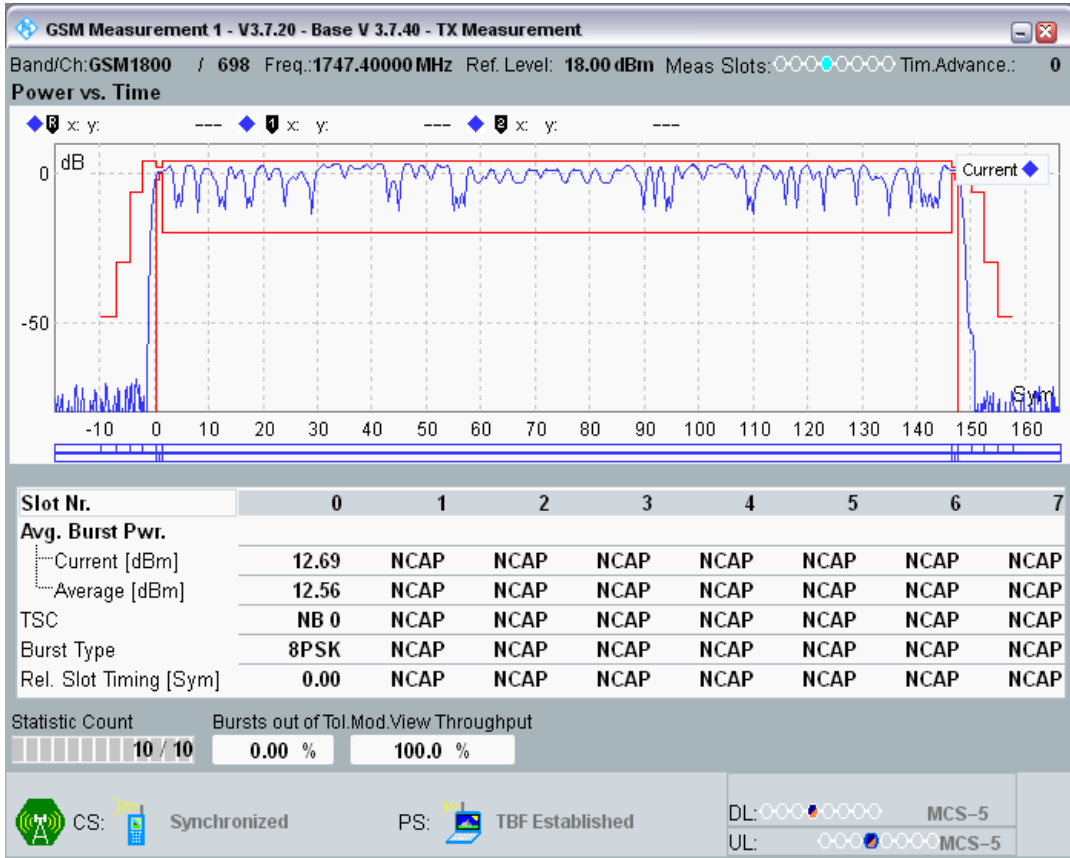 GSM Measurement 1 - V3.7.20 - Base V 3.7.40 - TX Measurement
Band/Ch:GSM1800 / 698 Freq.:1747.40000 MHz Ref. Level: 18.00 dBm Meas Slots: Tim.Advance.: 0
Power vs. Time
R x: y: --- 1 x: y: --- 2 x: y: ---
dB
Current
0
-50
Sym
-10 0 10 20 30 40 50 60 70 80 90 100 110 120 130 140 150 160
Slot Nr. 0 1 2 3 4 5 6 7
Avg. Burst Pwr.
Current [dBm] 12.69 NCAP NCAP NCAP NCAP NCAP NCAP NCAP
Average [dBm] 12.56 NCAP NCAP NCAP NCAP NCAP NCAP NCAP
TSC NB 0 NCAP NCAP NCAP NCAP NCAP NCAP NCAP
Burst Type 8PSK NCAP NCAP NCAP NCAP NCAP NCAP NCAP
Rel. Slot Timing [Sym] 0.00 NCAP NCAP NCAP NCAP NCAP NCAP NCAP
Statistic Count Bursts out of Tol.Mod.View Throughput
10 / 10 0.00 % 100.0 %
CS: Synchronized PS: TBF Established
DL: MCS-5
UL: MCS-5